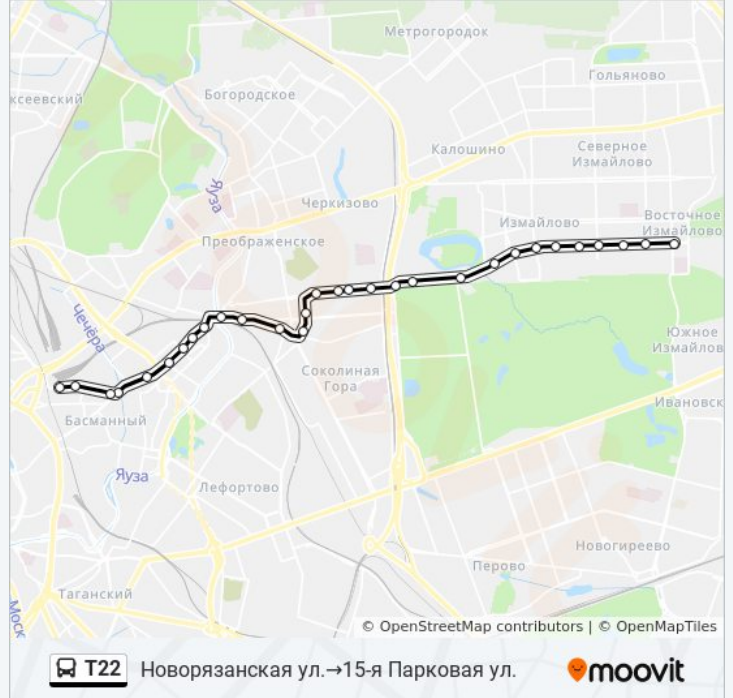 Метрогородок
Гольяново
ксеевский
Богородское
Калошино
Северное
Измайлово
Яуза
Черкизово
Измайлово
Восточное
Измайлово
Преображенское
Чечёра
Южное
Измайлов
Соколиная
Гора
Ивановск
Басманный
Яуза
Лефортово
Новогиреево
Перово
Таганский
Моск
© OpenStreetMap contributors | © OpenMapTiles
T22 Новорязанская ул.→15-я Парковая ул.
moovit